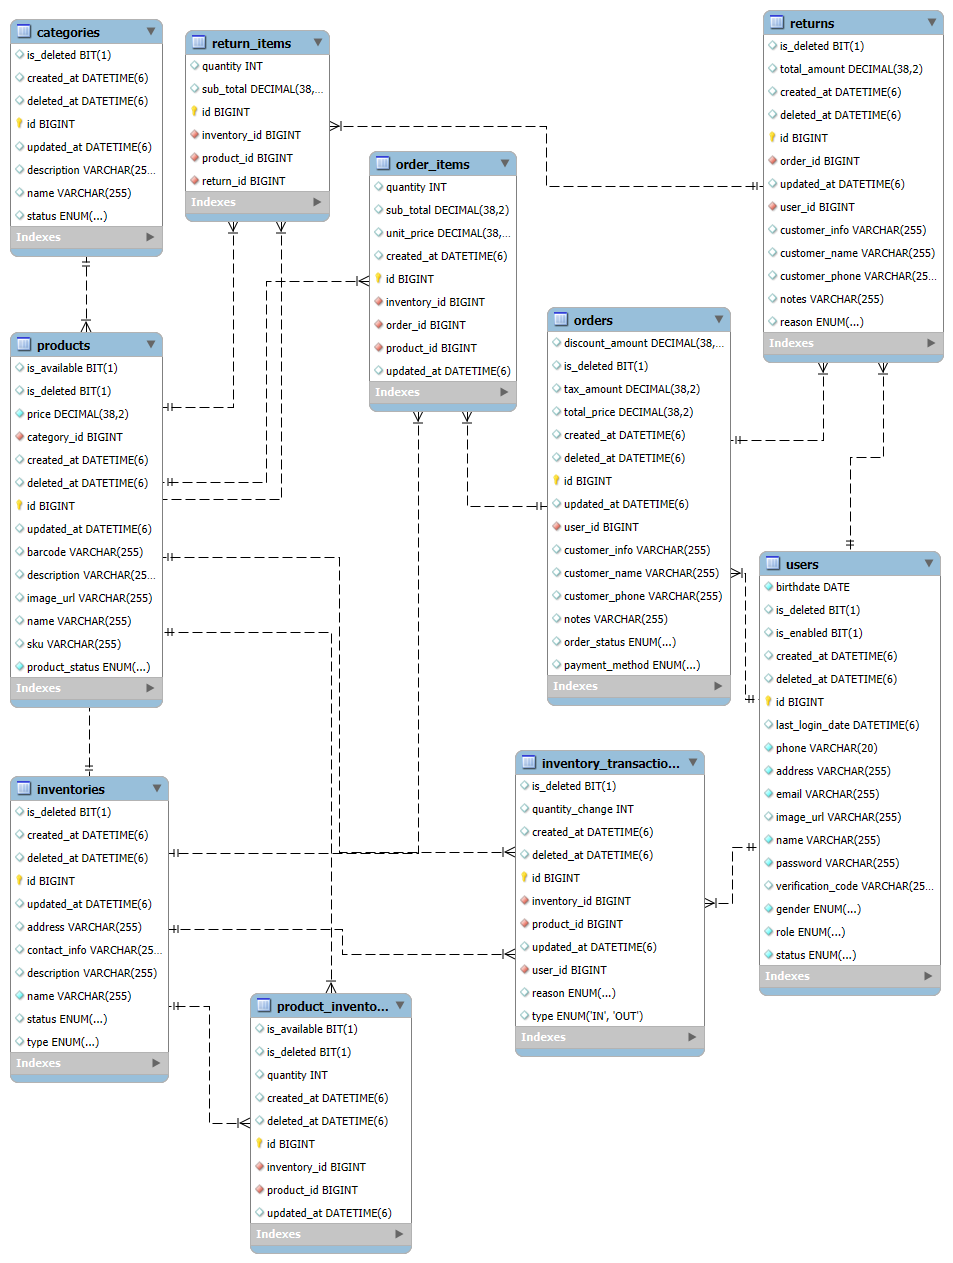 categories
is_deleted BIT(1)
created_at DATETIME(6)
deleted_at DATETIME(6)
id BIGINT
updated_at DATETIME(6)
description VARCHAR(25...
name VARCHAR(255)
status ENUM(...)
Indexes
return_items
quantity INT
sub_total DECIMAL(38,...
id BIGINT
inventory_id BIGINT
product_id BIGINT
return_id BIGINT
Indexes
order_items
quantity INT
sub_total DECIMAL(38,2)
unit_price DECIMAL(38,...
created_at DATETIME(6)
id BIGINT
inventory_id BIGINT
order_id BIGINT
product_id BIGINT
updated_at DATETIME(6)
Indexes
returns
is_deleted BIT(1)
total_amount DECIMAL(38,2)
created_at DATETIME(6)
deleted_at DATETIME(6)
id BIGINT
order_id BIGINT
updated_at DATETIME(6)
user_id BIGINT
customer_info VARCHAR(255)
customer_name VARCHAR(255)
customer_phone VARCHAR(25...
notes VARCHAR(255)
reason ENUM(...)
Indexes
products
is_available BIT(1)
is_deleted BIT(1)
price DECIMAL(38,2)
category_id BIGINT
created_at DATETIME(6)
deleted_at DATETIME(6)
id BIGINT
updated_at DATETIME(6)
barcode VARCHAR(255)
description VARCHAR(25...
image_url VARCHAR(255)
name VARCHAR(255)
sku VARCHAR(255)
product_status ENUM(...)
Indexes
orders
discount_amount DECIMAL(38,...
is_deleted BIT(1)
tax_amount DECIMAL(38,2)
total_price DECIMAL(38,2)
created_at DATETIME(6)
deleted_at DATETIME(6)
id BIGINT
updated_at DATETIME(6)
user_id BIGINT
customer_info VARCHAR(255)
customer_name VARCHAR(255)
customer_phone VARCHAR(255)
notes VARCHAR(255)
order_status ENUM(...)
payment_method ENUM(...)
Indexes
users
birthdate DATE
is_deleted BIT(1)
is_enabled BIT(1)
created_at DATETIME(6)
deleted_at DATETIME(6)
id BIGINT
last_login_date DATETIME(6)
phone VARCHAR(20)
address VARCHAR(255)
email VARCHAR(255)
image_url VARCHAR(255)
name VARCHAR(255)
password VARCHAR(255)
verification_code VARCHAR(25...
gender ENUM(...)
role ENUM(...)
status ENUM(...)
Indexes
inventories
is_deleted BIT(1)
created_at DATETIME(6)
deleted_at DATETIME(6)
id BIGINT
updated_at DATETIME(6)
address VARCHAR(255)
contact_info VARCHAR(25...
description VARCHAR(255)
name VARCHAR(255)
status ENUM(...)
type ENUM(...)
Indexes
inventory_transactio...
is_deleted BIT(1)
quantity_change INT
created_at DATETIME(6)
deleted_at DATETIME(6)
id BIGINT
inventory_id BIGINT
product_id BIGINT
updated_at DATETIME(6)
user_id BIGINT
reason ENUM(...)
type ENUM('IN', 'OUT')
Indexes
product_invento...
is_available BIT(1)
is_deleted BIT(1)
quantity INT
created_at DATETIME(6)
deleted_at DATETIME(6)
id BIGINT
inventory_id BIGINT
product_id BIGINT
updated_at DATETIME(6)
Indexes